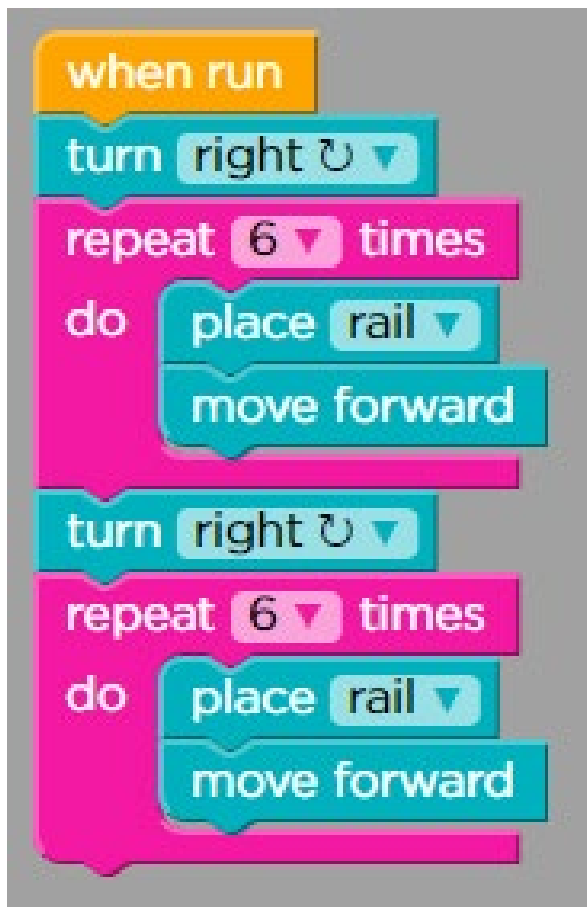 when run
turn right ↻ ▼
repeat 6 ▼ times
do place rail ▼
move forward
turn right ↻ ▼
repeat 6 ▼ times
do place rail ▼
move forward